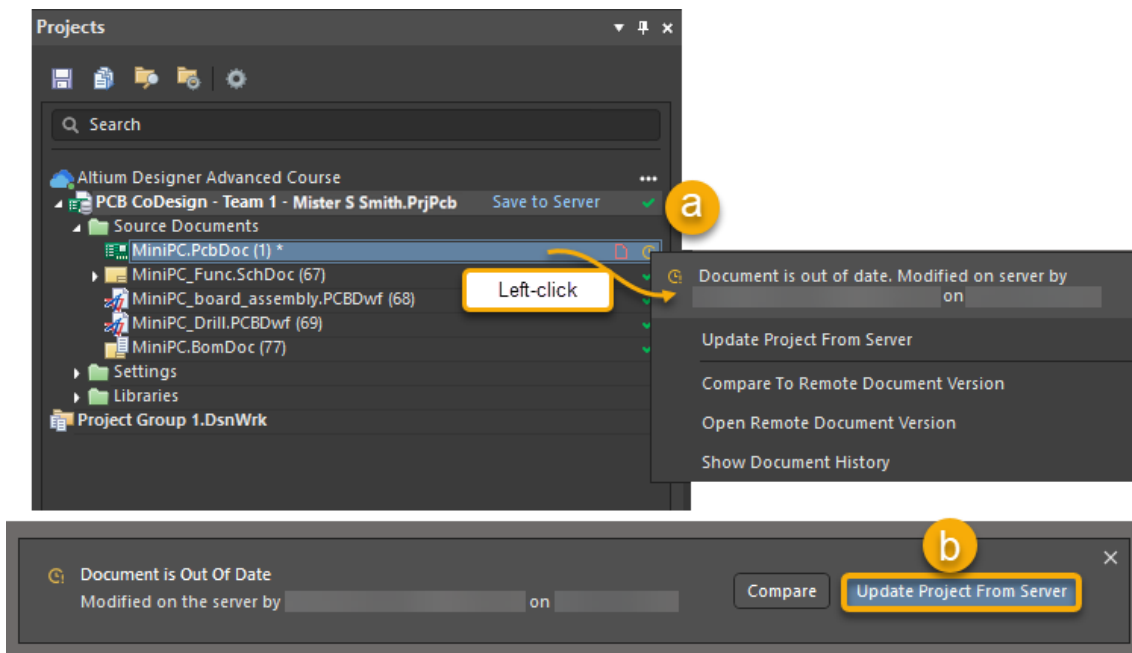 Projects
Search
Altium Designer Advanced Course
PCB CoDesign - Team 1 - Mister S Smith.PrjPcb Save to Server
a
Source Documents
MiniPC.PcbDoc (1) *
MiniPC_Func.SchDoc (67)
MiniPC_board_assembly.PCBDwf (68)
MiniPC_Drill.PCBDwf (69)
MiniPC.BomDoc (77)
Settings
Libraries
Project Group 1.DsnWrk
Left-click
Document is out of date. Modified on server by
on
Update Project From Server
Compare To Remote Document Version
Open Remote Document Version
Show Document History
b
Document is Out Of Date
Modified on the server by on
Compare Update Project From Server